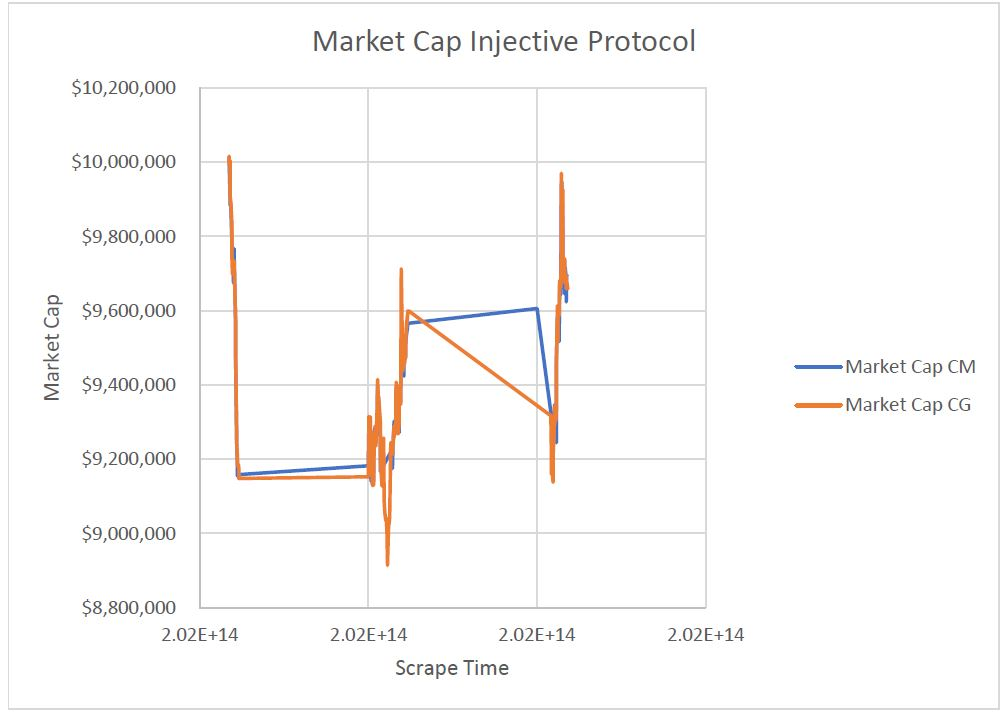 Market Cap Injective Protocol
$10,200,000
$10,000,000
$9,800,000
$9,600,000
$9,400,000
$9,200,000
$9,000,000
$8,800,000
Market Cap
2.02E+14 2.02E+14 2.02E+14 2.02E+14
Scrape Time
Market Cap CM
Market Cap CG